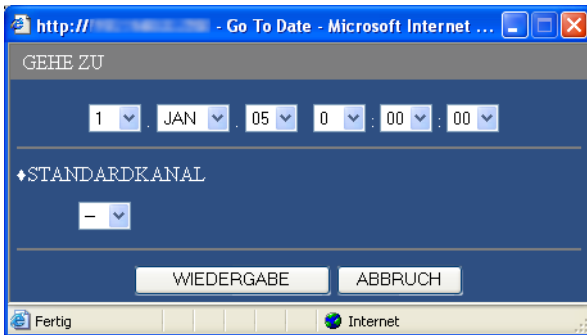 http:// - Go To Date - Microsoft Internet ...
GEHE ZU
1 . JAN . 05 0 : 00 : 00
♦STANDARDKANAL
–
WIEDERGABE ABBRUCH
Fertig Internet